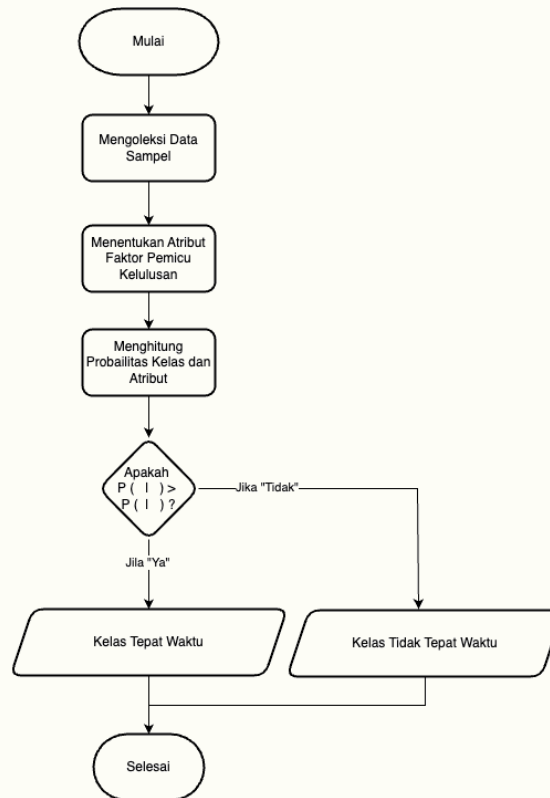 Mulai
Mengoleksi Data
Sampel
Menentukan Atribut
Faktor Pemicu
Kelulusan
Menghitung
Probailitas Kelas dan
Atribut
Apakah
P ( | ) >
P ( | ) ?
Jika "Tidak"
Jila "Ya"
Kelas Tepat Waktu
Kelas Tidak Tepat Waktu
Selesai